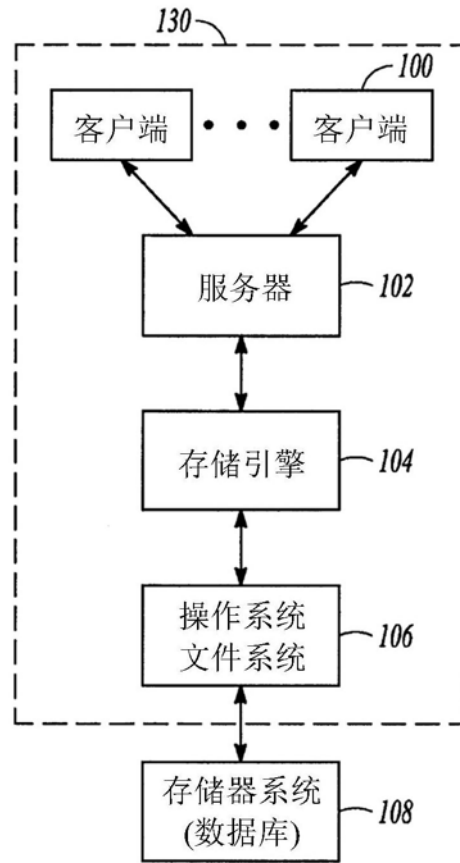 130
100
客户端 • • • 客户端
服务器
102
存储引擎
104
操作系统
文件系统
106
存储器系统
(数据库)
108